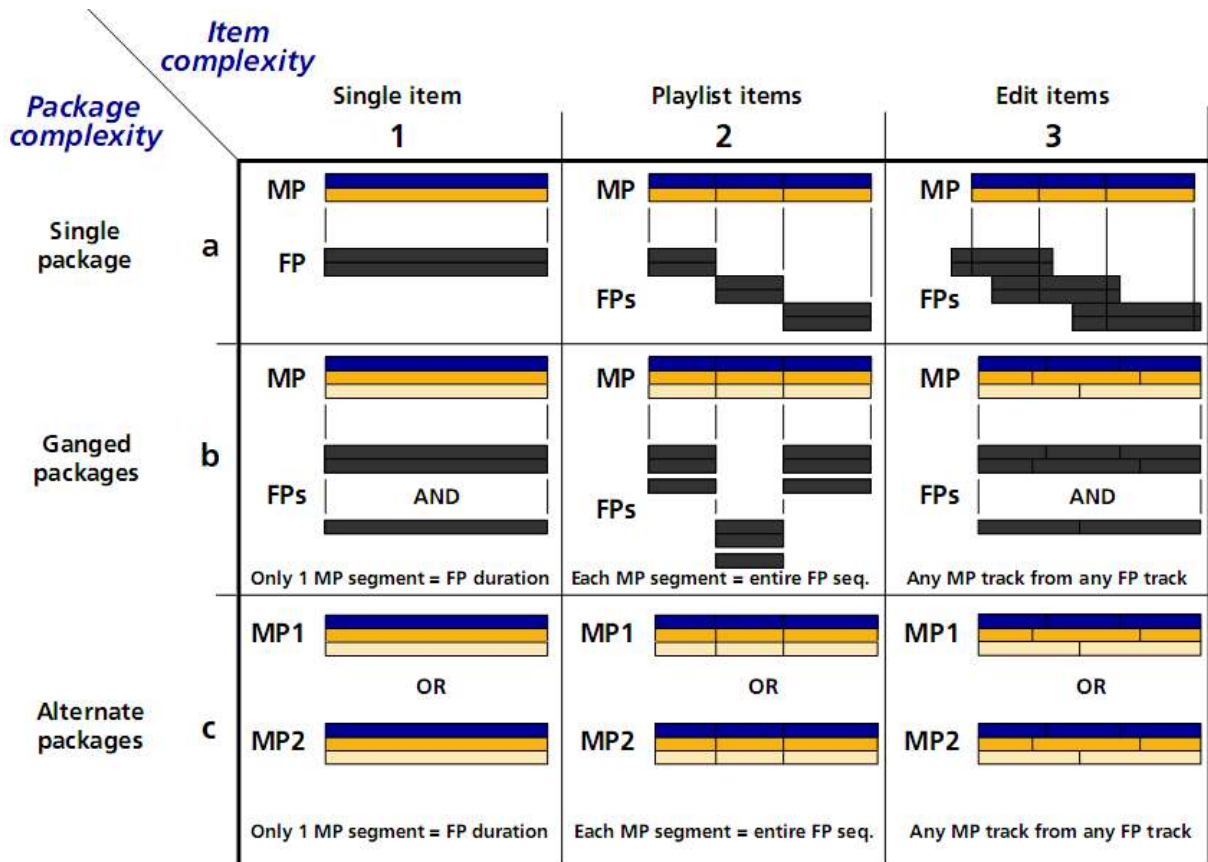 Item
complexity
Package
complexity
Single item
Playlist items
Edit items
1
2
3
Single
package
a
MP
FP
MP
FPs
MP
FPs
Ganged
packages
b
MP
FPs
AND
Only 1 MP segment = FP duration
MP
FPs
Each MP segment = entire FP seq.
MP
FPs
AND
Any MP track from any FP track
Alternate
packages
c
MP1
OR
MP2
Only 1 MP segment = FP duration
MP1
OR
MP2
Each MP segment = entire FP seq.
MP1
OR
MP2
Any MP track from any FP track